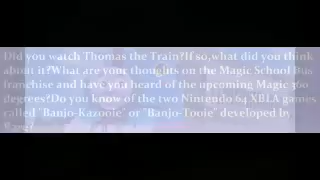 Did you watch Thomas the Train?If so,what did you think
about it?What are your thoughts on the Magic School Bus
franchise and have you heard of the upcoming Magic 360
degrees?Do you know of the two Nintendo 64 XBLA games
called "Banjo-Kazooie" or "Banjo-Tooie" developed by
Rare?